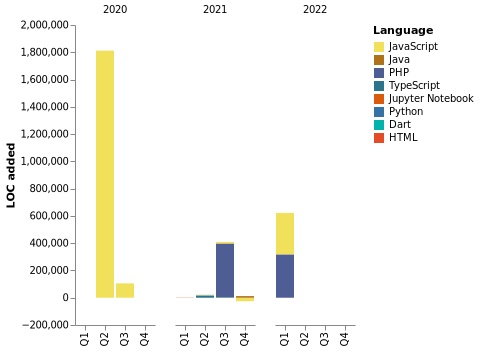 2020
2021
2022
2,000,000
1,800,000
1,600,000
1,400,000
1,200,000
1,000,000
800,000
600,000
400,000
200,000
0
−200,000
LOC added
Q1
Q2
Q3
Q4
Q1
Q2
Q3
Q4
Q1
Q2
Q3
Q4
Language
JavaScript
Java
PHP
TypeScript
Jupyter Notebook
Python
Dart
HTML